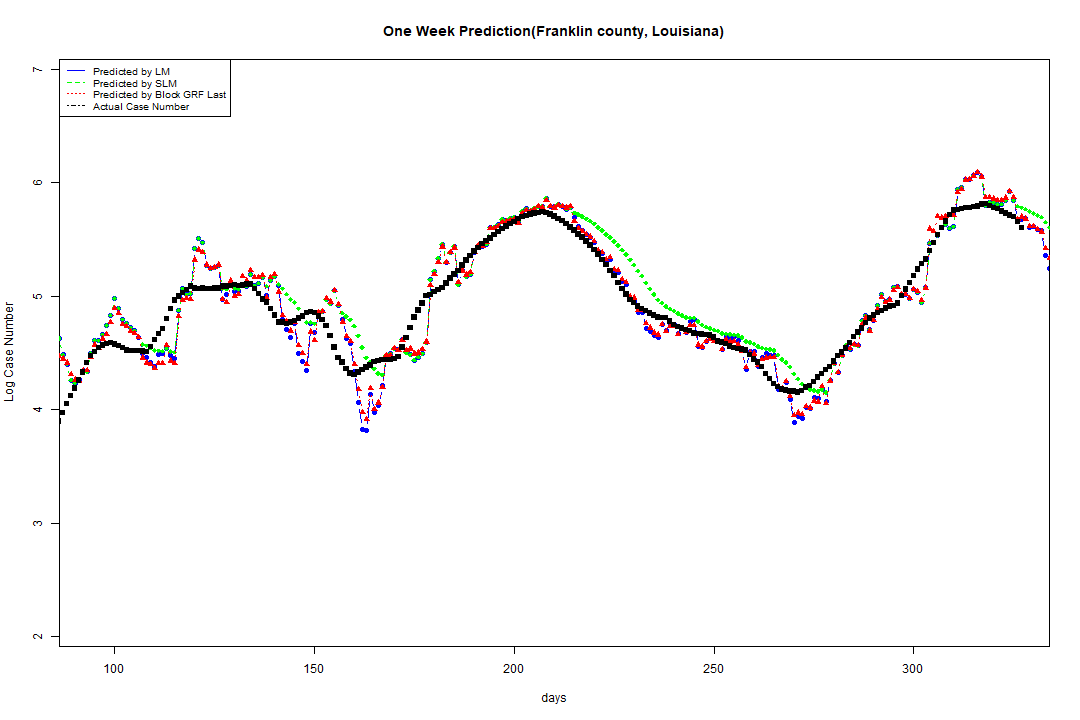 One Week Prediction(Franklin county, Louisiana)
Predicted by LM
Predicted by SLM
Predicted by Block GRF Last
Actual Case Number
7
6
5
4
3
2
Log Case Number
100 150 200 250 300
days